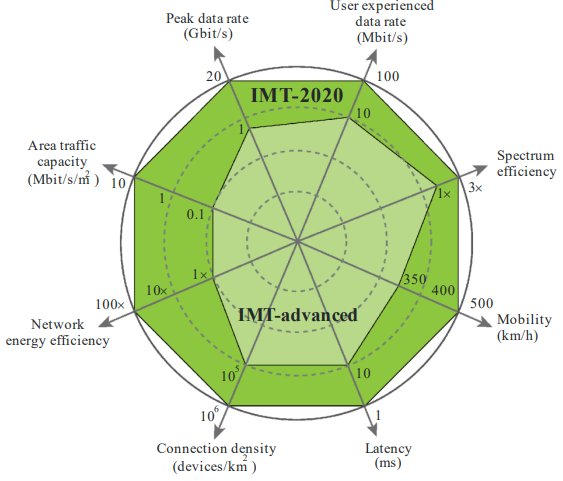 User experienced
data rate
(Mbit/s)
Peak data rate
(Gbit/s)
20
100
IMT-2020
1
10
Area traffic
capacity
(Mbit/s/m²)
10
1
0.1
Spectrum
efficiency
1×
3×
1×
350
400
500
10×
100×
Network
energy efficiency
Mobility
(km/h)
IMT-advanced
10⁵
10
10⁶
1
Connection density
(devices/km²)
Latency
(ms)